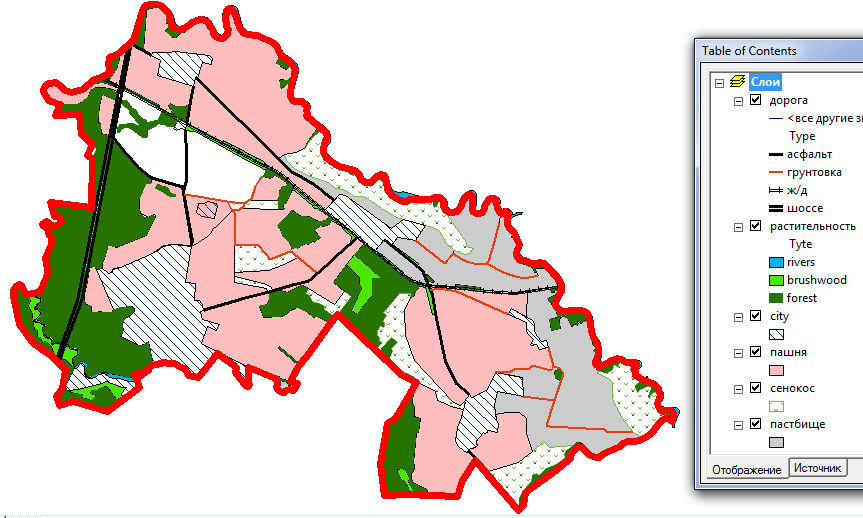 Table of Contents
Слои
дорога
<все другие з
Type
асфальт
грунтовка
ж/д
шоссе
растительность
Tyte
rivers
brushwood
forest
city
пашня
сенокос
пастбище
Отображение Источник